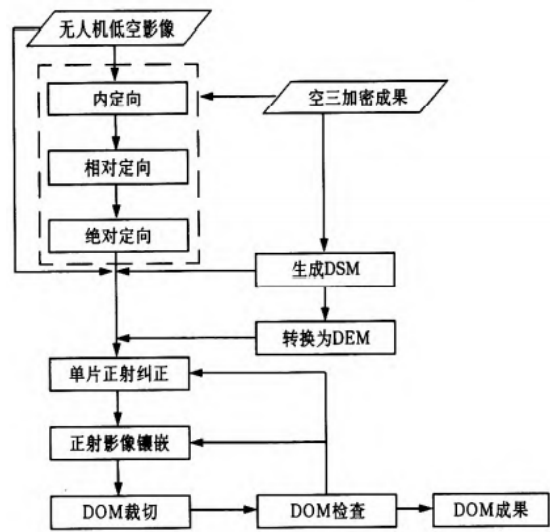 无人机低空影像
内定向
空三加密成果
相对定向
绝对定向
生成DSM
转换为DEM
单片正射纠正
正射影像镶嵌
DOM裁切
DOM检查
DOM成果